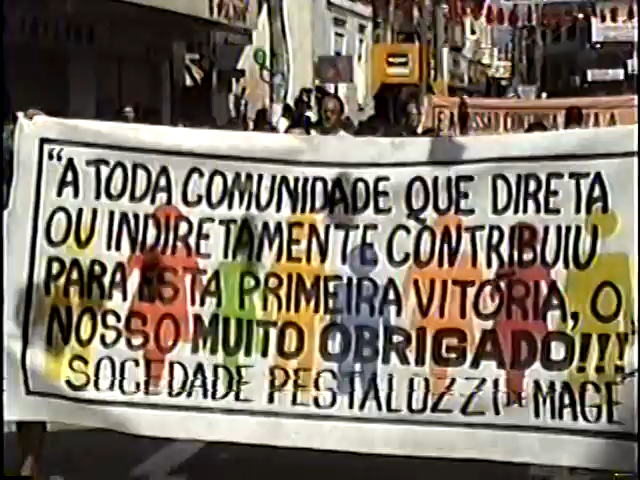 "A TODA COMUNIDADE QUE DIRETA
OU INDIRETAMENTE CONTRIBUIU
PARA ESTA PRIMEIRA VITÓRIA, O
NOSSO MUITO OBRIGADO!!!"
SOCEDADE PESTALOZZI MAGÉ